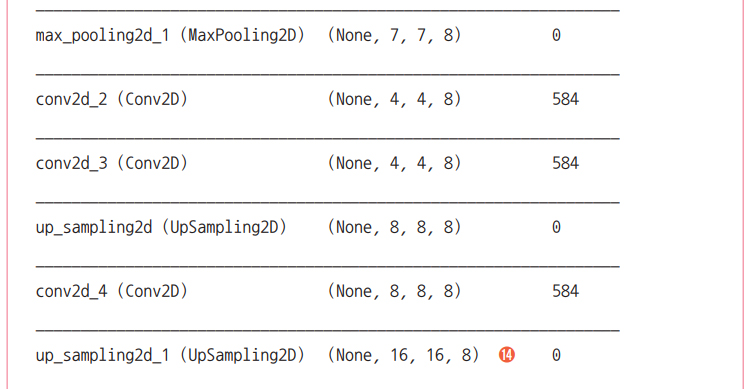 max_pooling2d_1 (MaxPooling2D) (None, 7, 7, 8) 0
conv2d_2 (Conv2D) (None, 4, 4, 8) 584
conv2d_3 (Conv2D) (None, 4, 4, 8) 584
up_sampling2d (UpSampling2D) (None, 8, 8, 8) 0
conv2d_4 (Conv2D) (None, 8, 8, 8) 584
up_sampling2d_1 (UpSampling2D) (None, 16, 16, 8) ⓮ 0